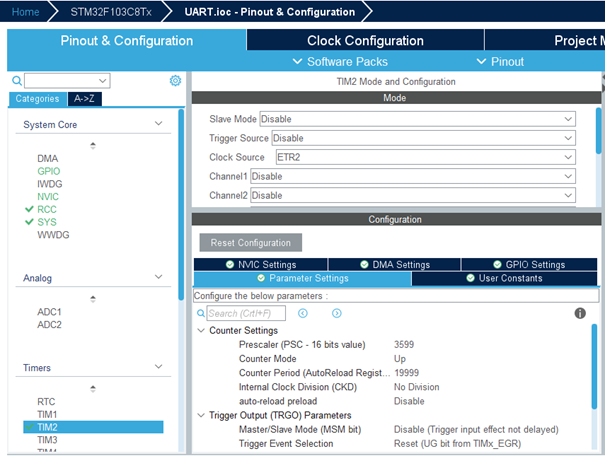 Home STM32F103C8Tx UART.ioc - Pinout & Configuration
Pinout & Configuration Clock Configuration Project M
Software Packs Pinout
TIM2 Mode and Configuration
Categories A->Z
System Core
DMA
GPIO
IWDG
NVIC
RCC
SYS
WWDG
Analog
ADC1
ADC2
Timers
RTC
TIM1
TIM2
TIM3
TIM4
Mode
Slave Mode Disable
Trigger Source Disable
Clock Source ETR2
Channel1 Disable
Channel2 Disable
Configuration
Reset Configuration
NVIC Settings DMA Settings GPIO Settings
Parameter Settings User Constants
Configure the below parameters :
Search (Crtl+F)
Counter Settings
Prescaler (PSC - 16 bits value) 3599
Counter Mode Up
Counter Period (AutoReload Regist... 19999
Internal Clock Division (CKD) No Division
auto-reload preload Disable
Trigger Output (TRGO) Parameters
Master/Slave Mode (MSM bit) Disable (Trigger input effect not delayed)
Trigger Event Selection Reset (UG bit from TIMx_EGR)